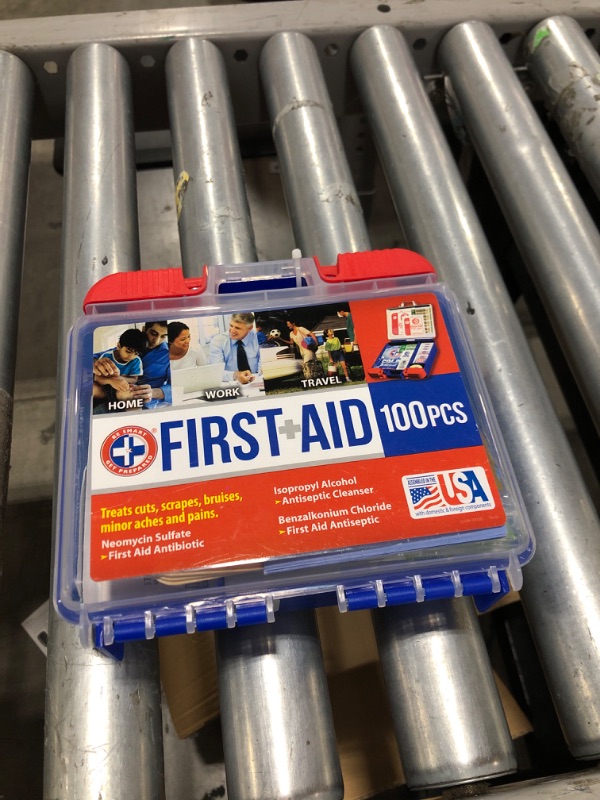 HOME
WORK
TRAVEL
BE SMART
GET PREPARED
FIRST+AID
100PCS
Treats cuts, scrapes, bruises,
minor aches and pains.
Neomycin Sulfate
➤First Aid Antibiotic
Isopropyl Alcohol
➤Antiseptic Cleanser
Benzalkonium Chloride
➤First Aid Antiseptic
ASSEMBLED IN THE
USA
with domestic & foreign components